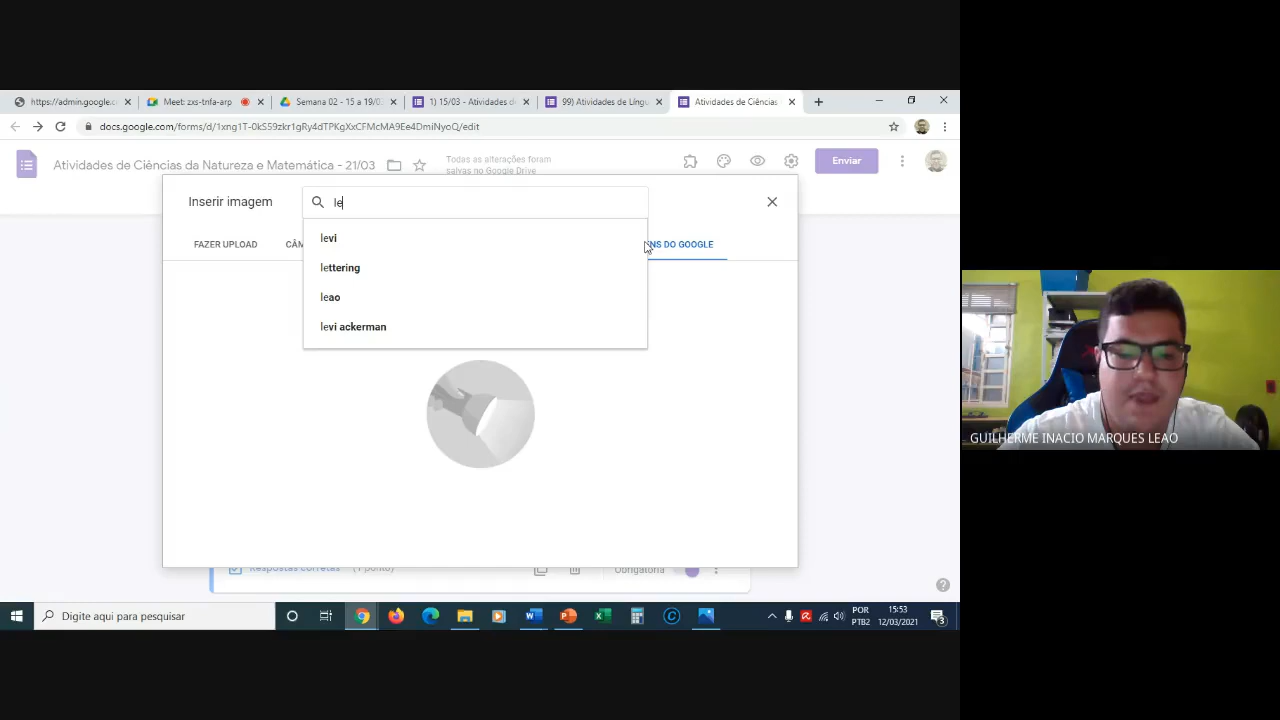 https://admin.google.c
Meet: zxs-tnfa-arp
Semana 02 - 15 a 19/03
1) 15/03 - Atividades d
99) Atividades de Língu
Atividades de Ciências
docs.google.com/forms/d/1xng1T-0kS59zkr1gRy4dTPKgXxCFMcMA9Ee4DmiNyoQ/edit
Atividades de Ciências da Natureza e Matemática - 21/03
Todas as alterações foram
salvas no Google Drive
Enviar
Inserir imagem
le
FAZER UPLOAD
CÂM
NS DO GOOGLE
levi
lettering
leao
levi ackerman
Respostas corretas (1 ponto)
Obrigatória
GUILHERME INACIO MARQUES LEAO
Digite aqui para pesquisar
POR
PTB2
15:53
12/03/2021
3